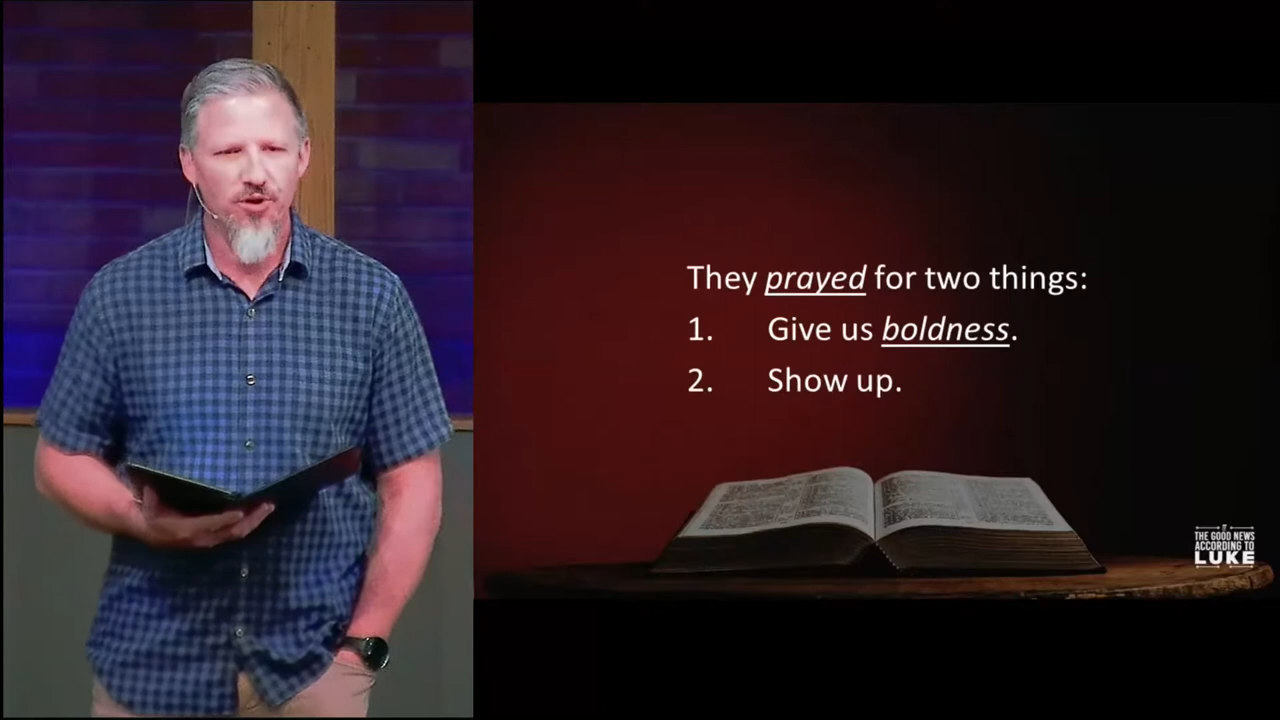 They prayed for two things:
1. Give us boldness.
2. Show up.
THE GOOD NEWS
ACCORDING TO
LUKE